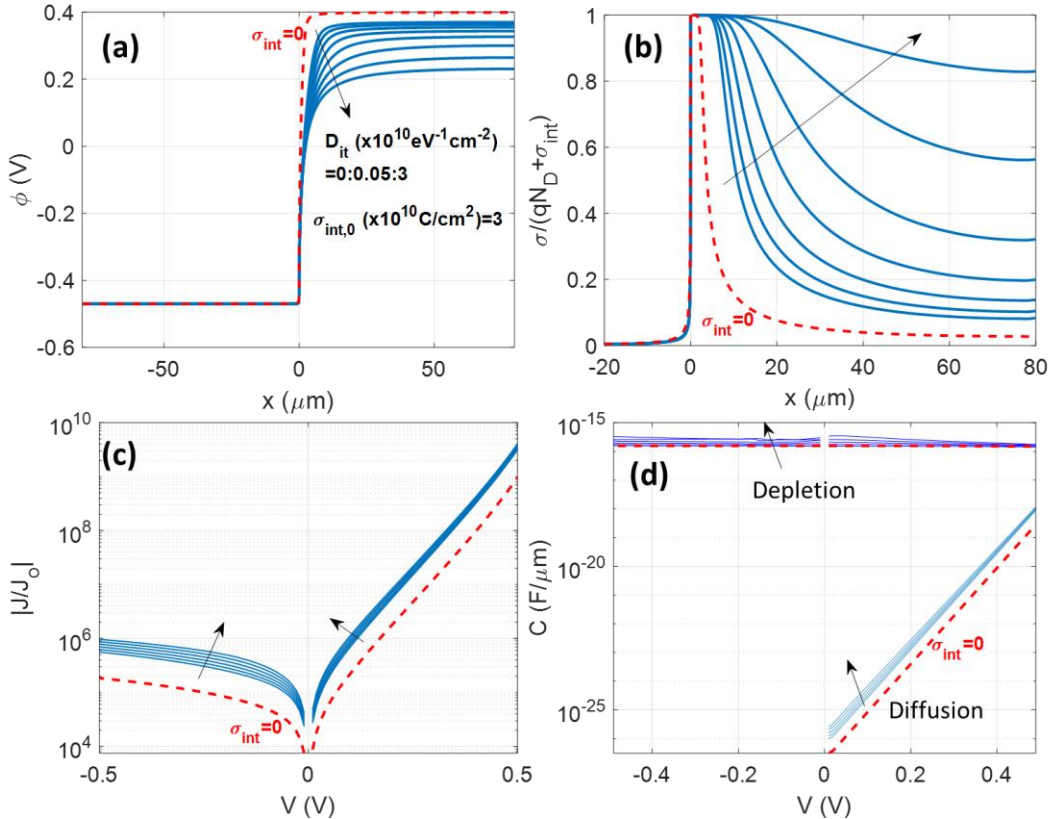 (a)
0.4
0.2
0
-0.2
-0.4
-0.6
ϕ (V)
σint=0
Dit (x10^10 eV^-1 cm^-2)
=0:0.05:3
σint,0 (x10^10 C/cm^2)=3
-50
0
50
x (μm)
(b)
1
0.8
0.6
0.4
0.2
0
σ/(qND+σint)
σint=0
-20
0
20
40
60
80
x (μm)
(c)
10^10
10^8
10^6
10^4
|J/Jo|
σint=0
-0.5
0
0.5
V (V)
(d)
10^-15
10^-20
10^-25
C (F/μm)
Depletion
σint=0
Diffusion
-0.4
-0.2
0
0.2
0.4
V (V)